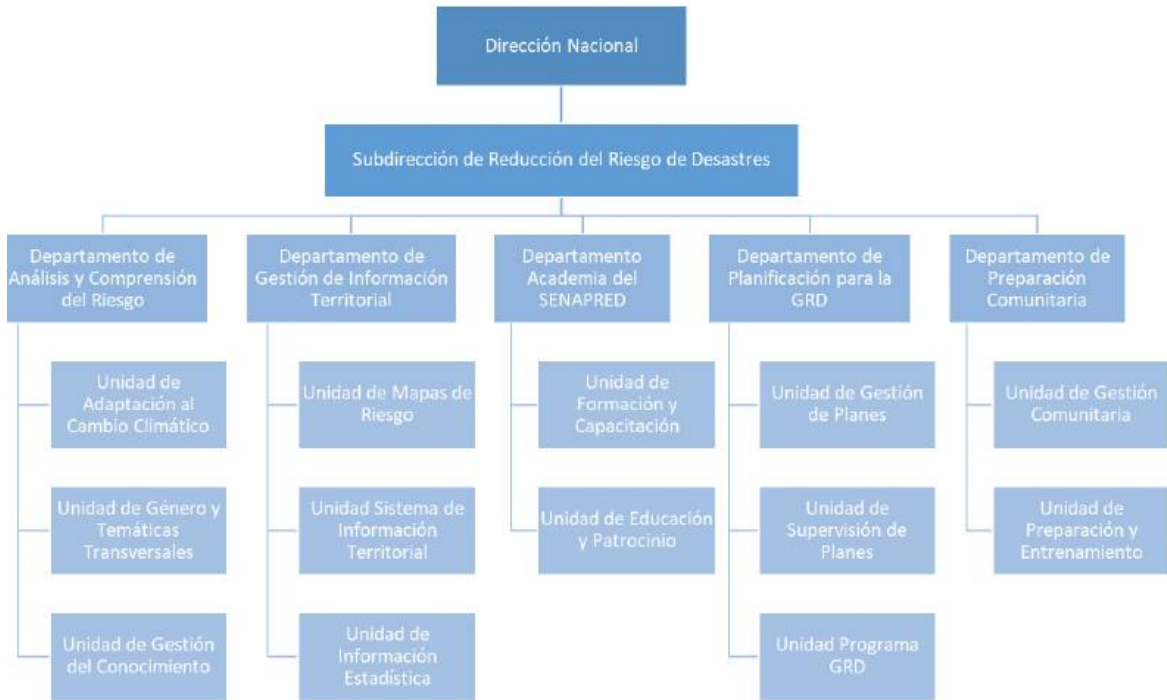 Dirección Nacional
Subdirección de Reducción del Riesgo de Desastres
Departamento de
Análisis y Comprensión
del Riesgo
Departamento de
Gestión de Información
Territorial
Departamento
Academia del
SENAPRED
Departamento de
Planificación para la
GRD
Departamento de
Preparación
Comunitaria
Unidad de
Adaptación al
Cambio Climático
Unidad de Mapas de
Riesgo
Unidad de
Formación y
Capacitación
Unidad de Gestión
de Planes
Unidad de Gestión
Comunitaria
Unidad de Género y
Temáticas
Transversales
Unidad Sistema de
Información
Territorial
Unidad de Educación
y Patrocinio
Unidad de
Supervisión de
Planes
Unidad de
Preparación y
Entrenamiento
Unidad de Gestión
del Conocimiento
Unidad de
Información
Estadística
Unidad Programa
GRD